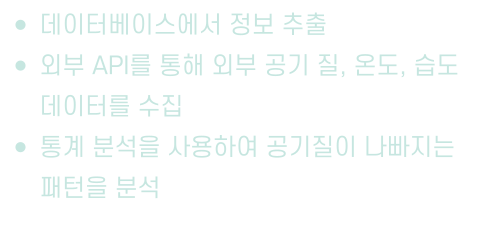 • 데이터베이스에서 정보 추출
• 외부 API를 통해 외부 공기 질, 온도, 습도
데이터를 수집
• 통계 분석을 사용하여 공기질이 나빠지는
패턴을 분석